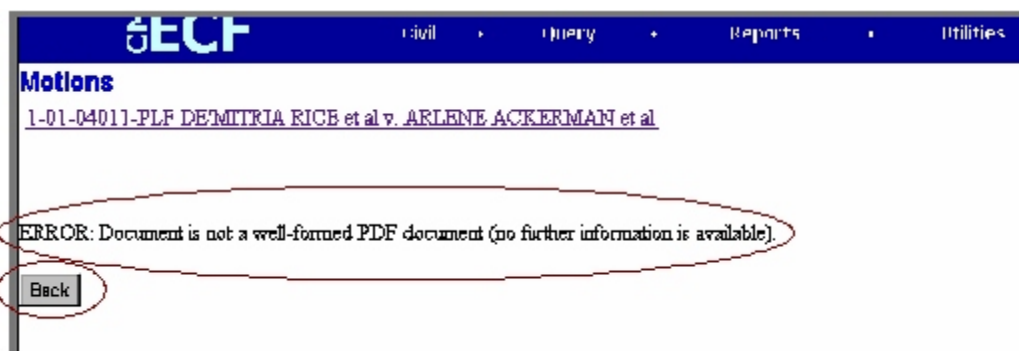 CM ECF Civil • Query • Reports • Utilities
Motions
1-01-04011-PLF DE'MITRIA RICE et al v. ARLENE ACKERMAN et al
ERROR: Document is not a well-formed PDF document (no further information is available).
Back